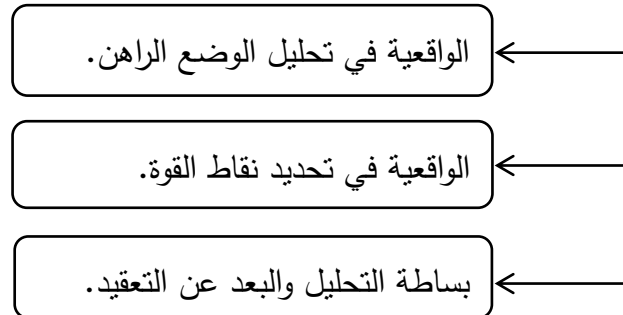 الواقعية في تحليل الوضع الراهن.
الواقعية في تحديد نقاط القوة.
بساطة التحليل والبعد عن التعقيد.